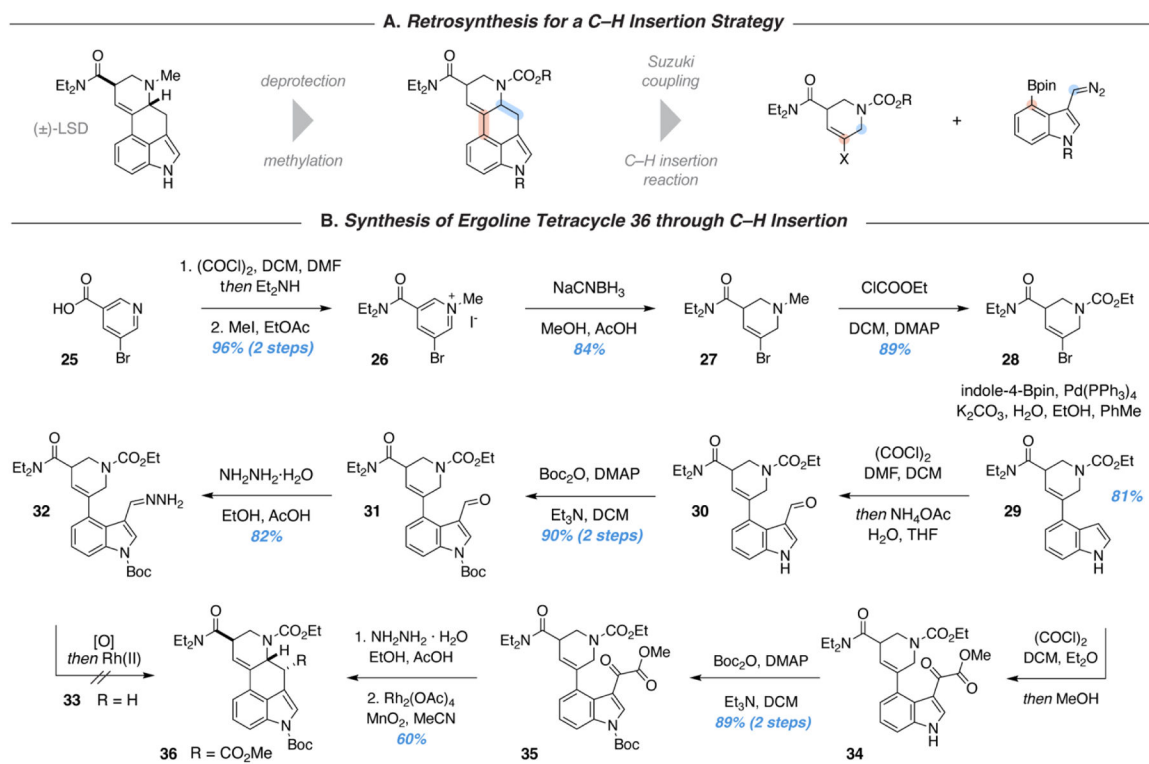 A. Retrosynthesis for a C–H Insertion Strategy
O
Et₂N
N
Me
H
(±)-LSD
N
H
deprotection
methylation
O
Et₂N
N
CO₂R
N
R
Suzuki
coupling
C–H insertion
reaction
O
Et₂N
N
CO₂R
X
+
Bpin
N₂
N
R
B. Synthesis of Ergoline Tetracycle 36 through C–H Insertion
O
HO
N
Br
25
1. (COCl)₂, DCM, DMF
then Et₂NH
2. MeI, EtOAc
96% (2 steps)
O
Et₂N
N
+
Me
I⁻
Br
26
NaCNBH₃
MeOH, AcOH
84%
O
Et₂N
N
Me
Br
27
ClCOOEt
DCM, DMAP
89%
O
Et₂N
N
CO₂Et
Br
28
indole-4-Bpin, Pd(PPh₃)₄
K₂CO₃, H₂O, EtOH, PhMe
O
Et₂N
N
CO₂Et
NNH₂
N
Boc
32
NH₂NH₂·H₂O
EtOH, AcOH
82%
O
Et₂N
N
CO₂Et
O
N
Boc
31
Boc₂O, DMAP
Et₃N, DCM
90% (2 steps)
O
Et₂N
N
CO₂Et
O
N
H
30
(COCl)₂
DMF, DCM
then NH₄OAc
H₂O, THF
O
Et₂N
N
CO₂Et
N
H
29
81%
[O]
then Rh(II)
33
R = H
O
Et₂N
N
CO₂Et
H
R
N
Boc
36
R = CO₂Me
1. NH₂NH₂ · H₂O
EtOH, AcOH
2. Rh₂(OAc)₄
MnO₂, MeCN
60%
O
Et₂N
N
CO₂Et
OMe
O
O
N
Boc
35
Boc₂O, DMAP
Et₃N, DCM
89% (2 steps)
O
Et₂N
N
CO₂Et
OMe
O
O
N
H
34
(COCl)₂
DCM, Et₂O
then MeOH